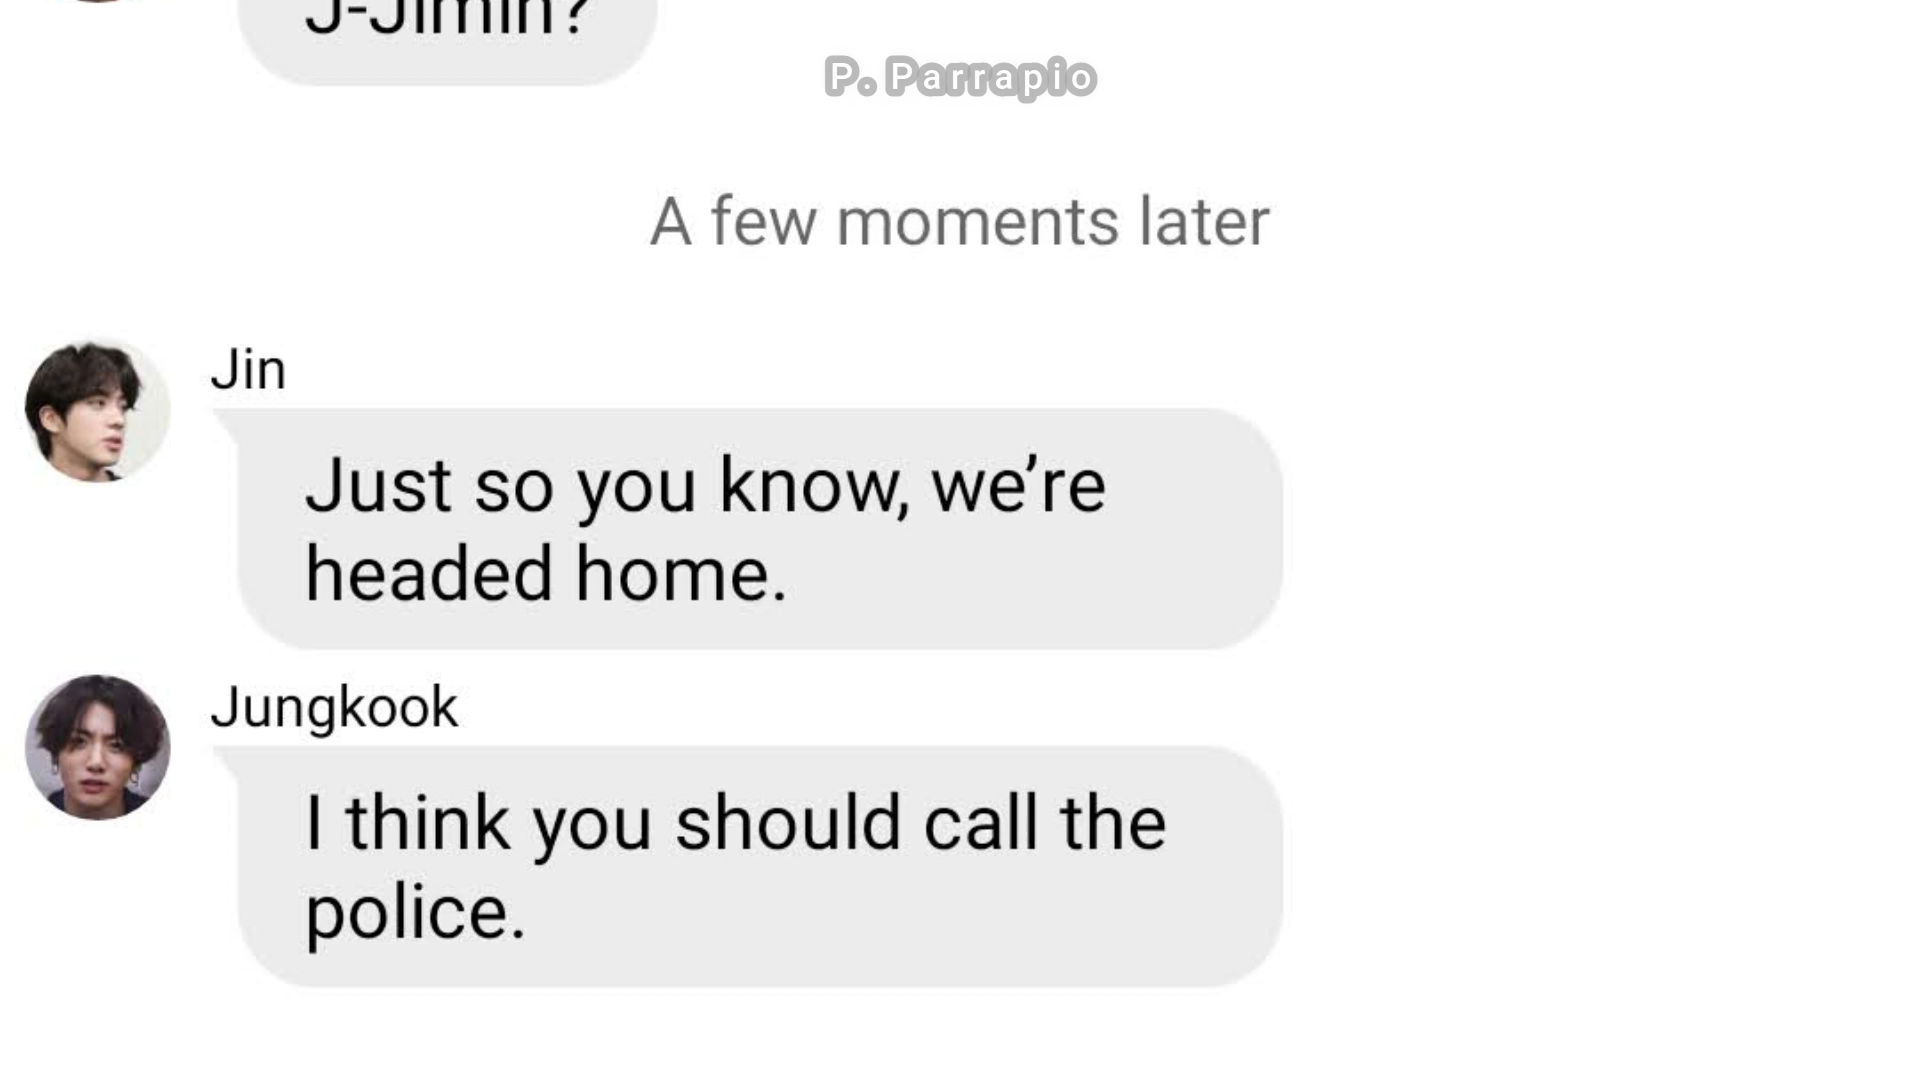 J-Jimin?
P. Parrapio
A few moments later
Jin
Just so you know, we’re
headed home.
Jungkook
I think you should call the
police.